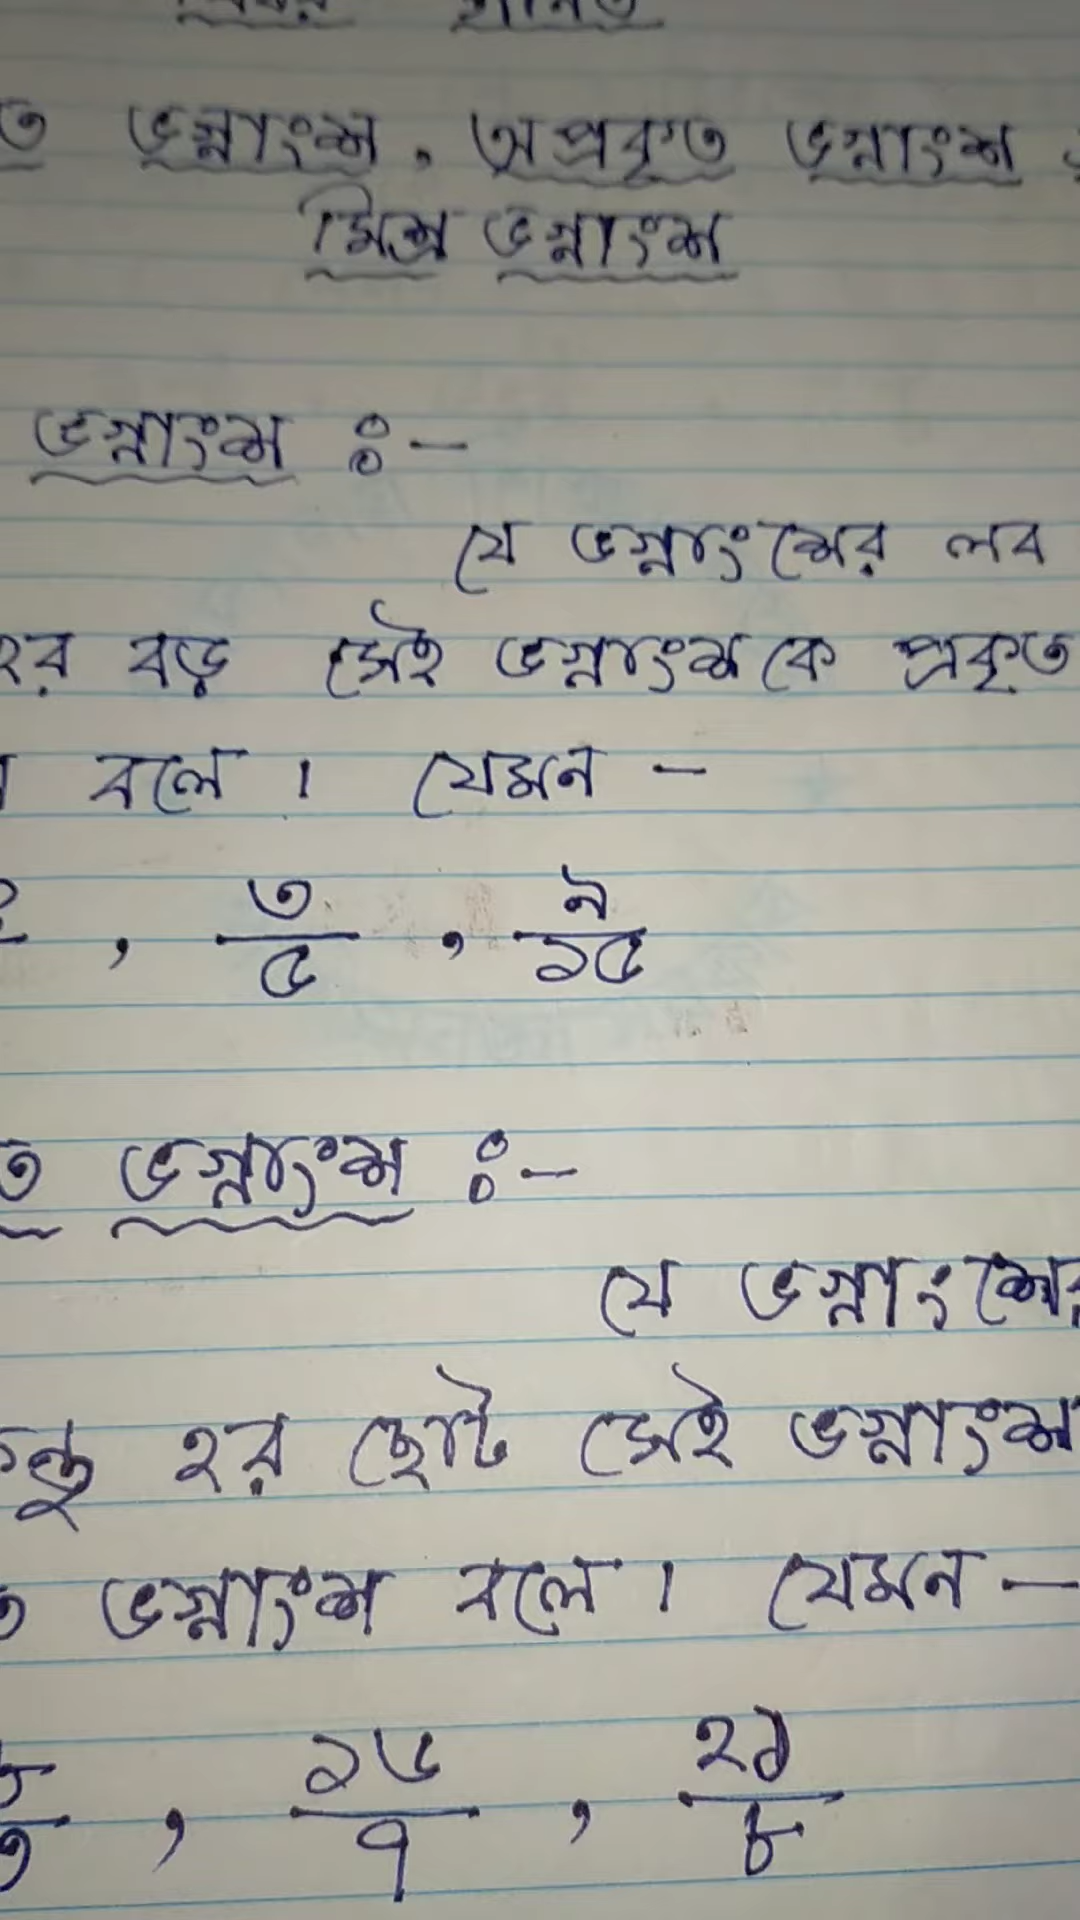 গনিত
ভগ্নাংশ, অপ্রকৃত ভগ্নাংশ
মিশ্র ভগ্নাংশ
ভগ্নাংশ ঃ-
যে ভগ্নাংশের লব
হর বড় সেই ভগ্নাংশকে প্রকৃত
বলে । যেমন -
, ৩/৫ , ৯/১৫
ভগ্নাংশ ঃ-
যে ভগ্নাংশের
হর ছোট সেই ভগ্নাংশ
ভগ্নাংশ বলে । যেমন -
, ১৬/৭ , ২১/৮